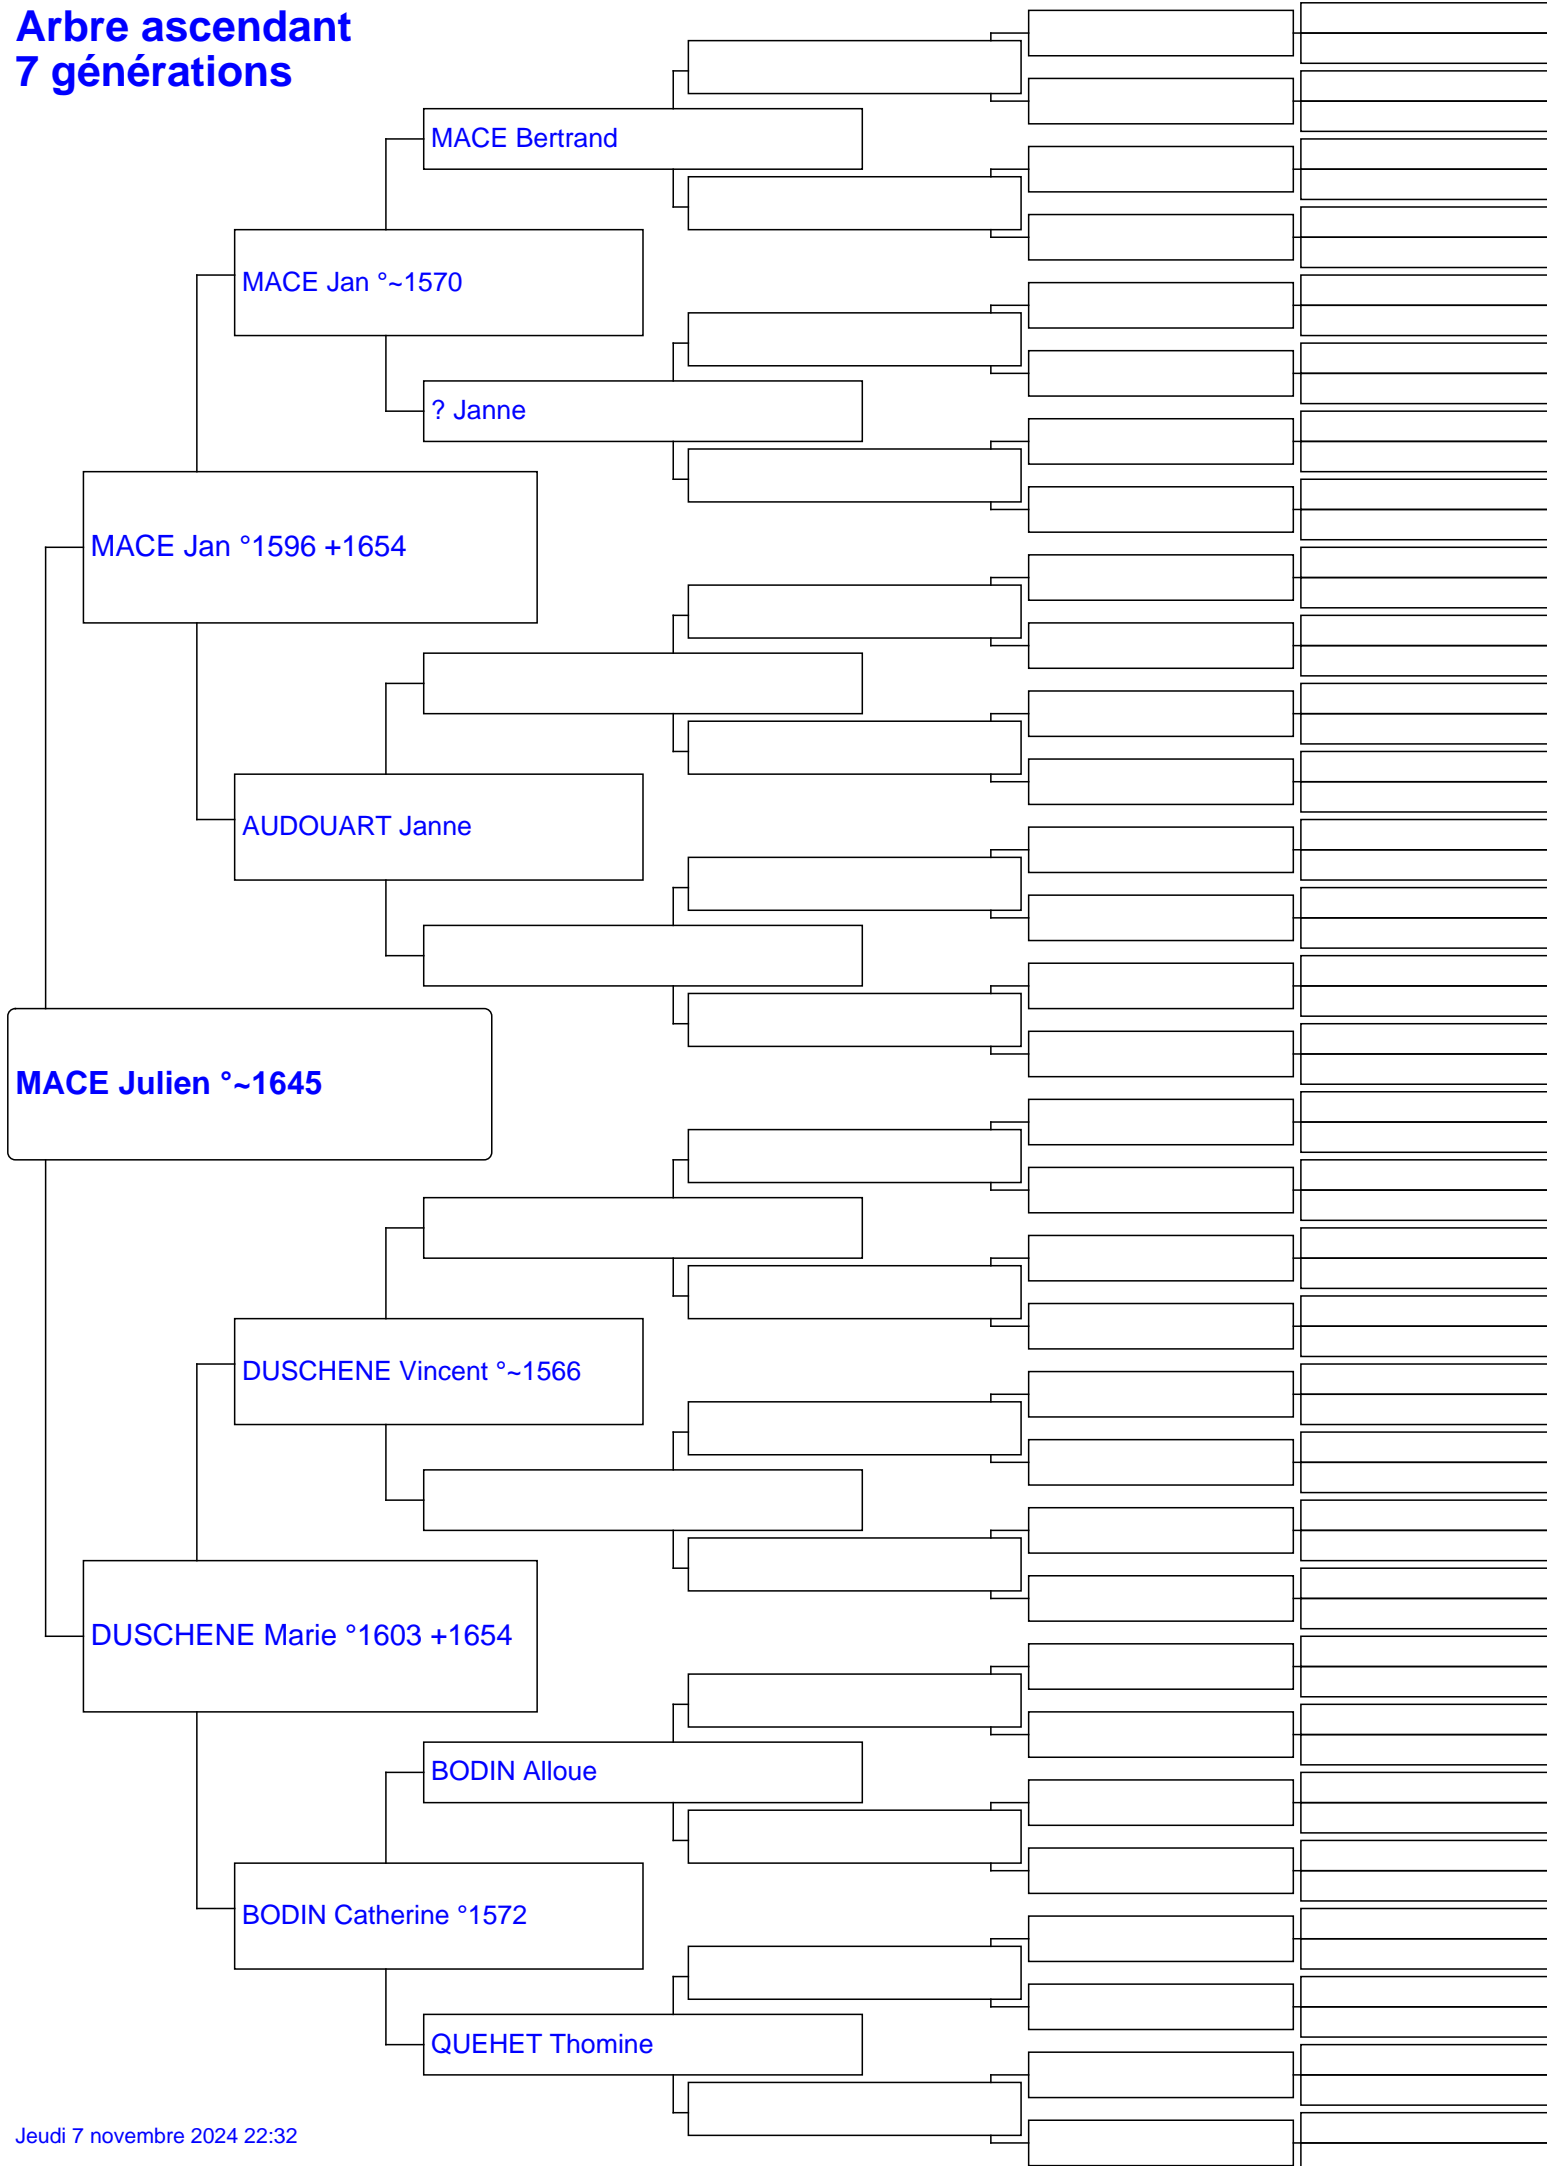 Arbre ascendant
7 générations
MACE Bertrand
MACE Jan °~1570
? Janne
MACE Jan °1596 +1654
AUDOUART Janne
MACE Julien °~1645
DUSCHENE Vincent °~1566
DUSCHENE Marie °1603 +1654
BODIN Alloue
BODIN Catherine °1572
QUEHET Thomine
Jeudi 7 novembre 2024 22:32